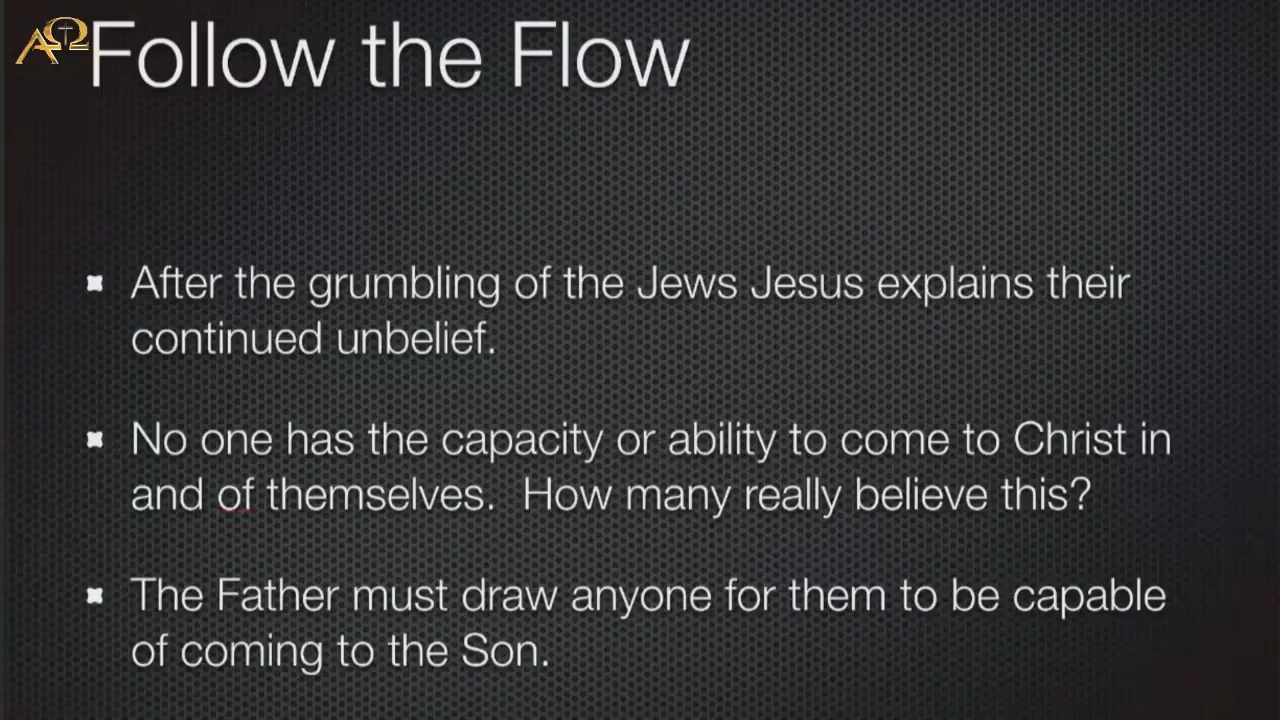 ΑΩ
Follow the Flow
After the grumbling of the Jews Jesus explains their
continued unbelief.
No one has the capacity or ability to come to Christ in
and of themselves.  How many really believe this?
The Father must draw anyone for them to be capable
of coming to the Son.